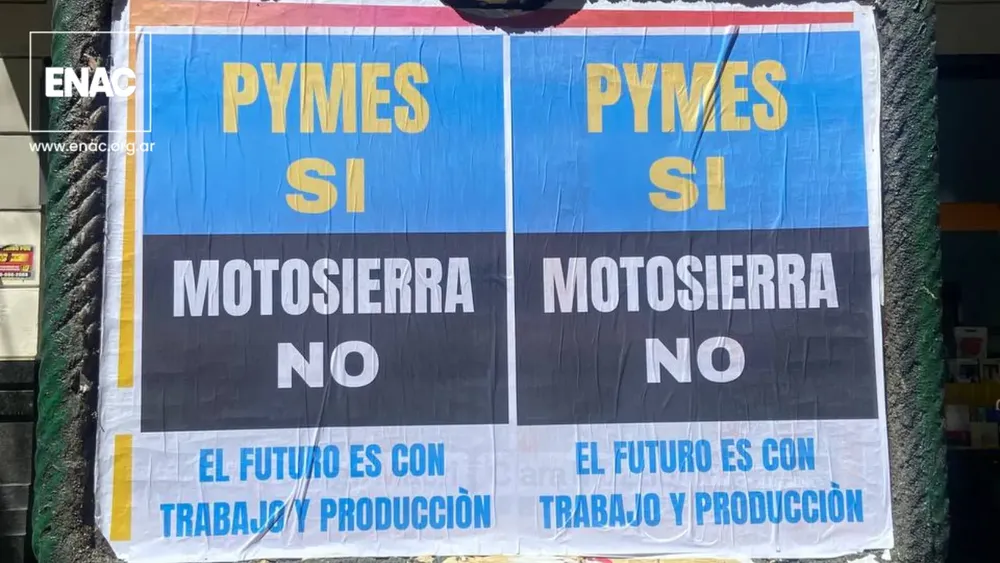 ENAC
www.enac.org.ar
PYMES
SI
MOTOSIERRA
NO
EL FUTURO ES CON
TRABAJO Y PRODUCCIÒN
PYMES
SI
MOTOSIERRA
NO
EL FUTURO ES CON
TRABAJO Y PRODUCCIÒN